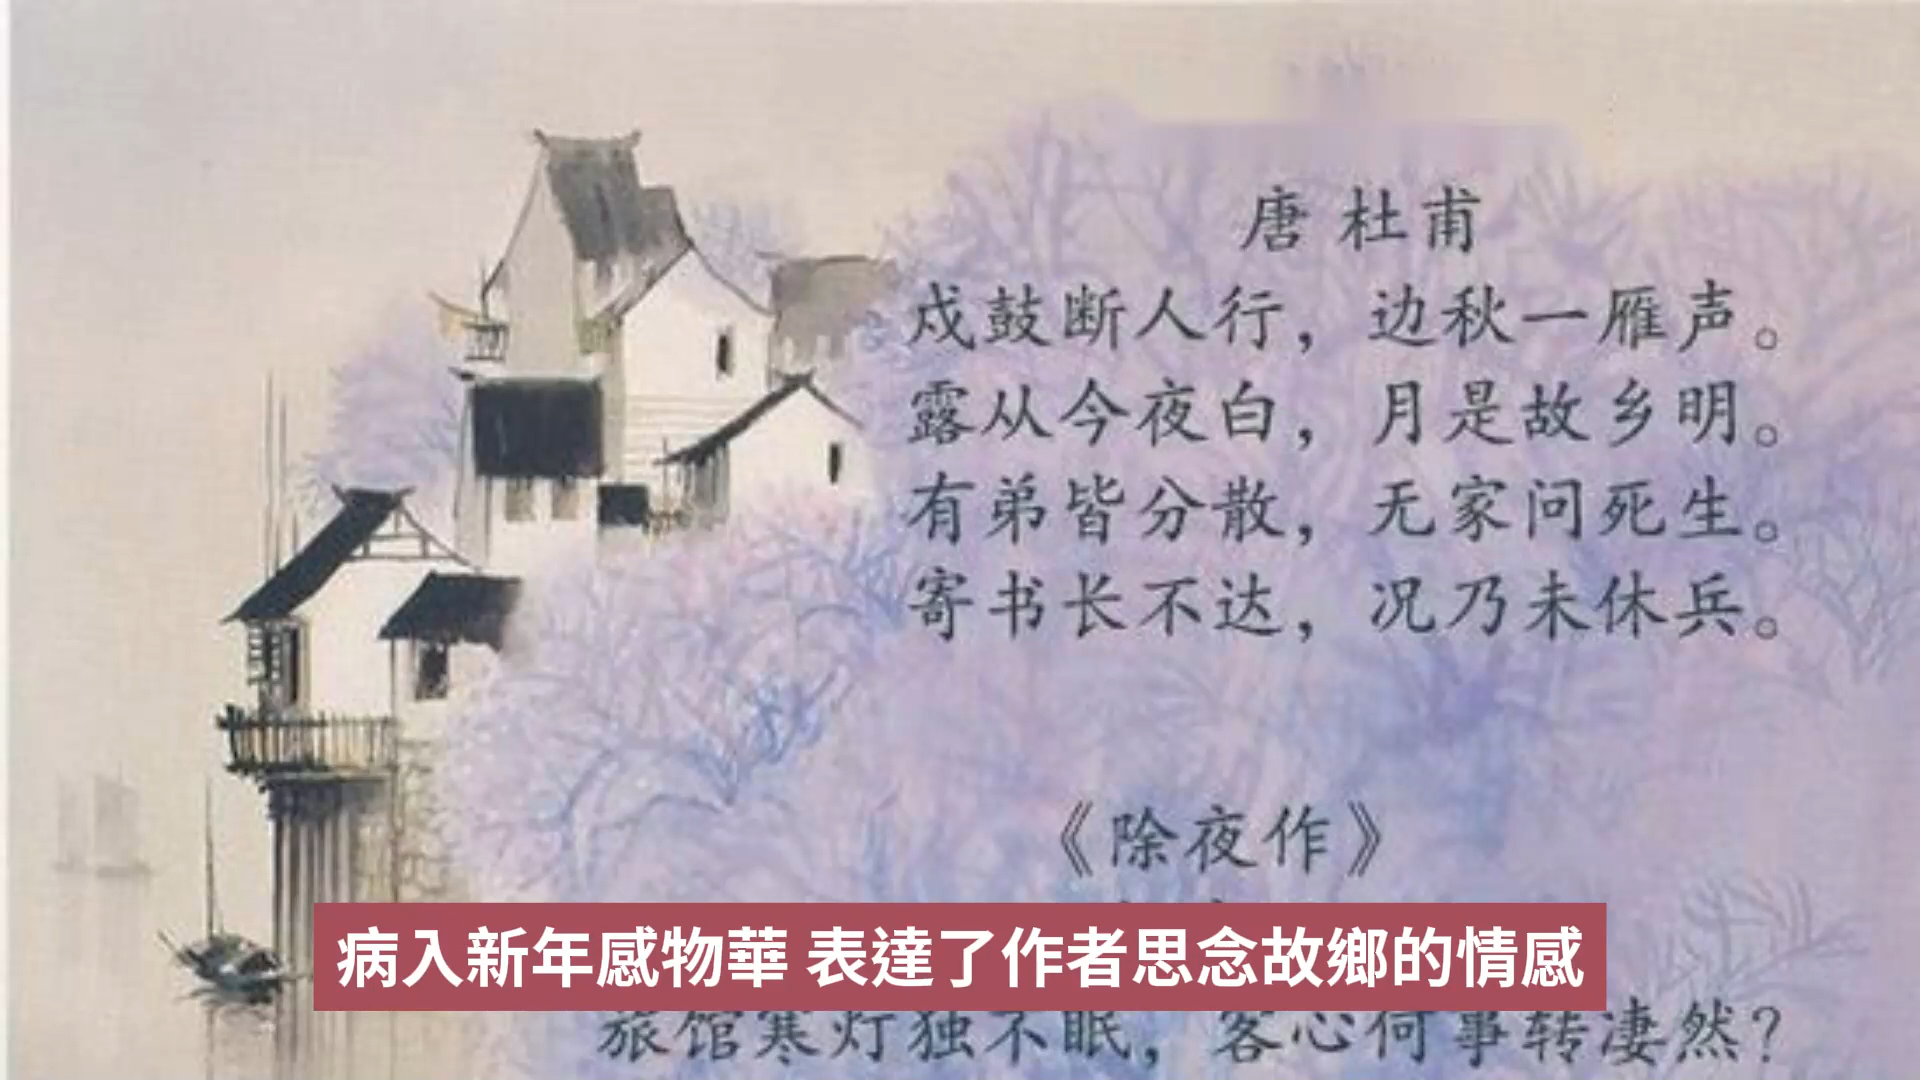 唐 杜甫
戍鼓断人行，边秋一雁声。
露从今夜白，月是故乡明。
有弟皆分散，无家问死生。
寄书长不达，况乃未休兵。
《除夜作》
病入新年感物華 表達了作者思念故鄉的情感
旅馆寒灯独不眠，客心何事转凄然？